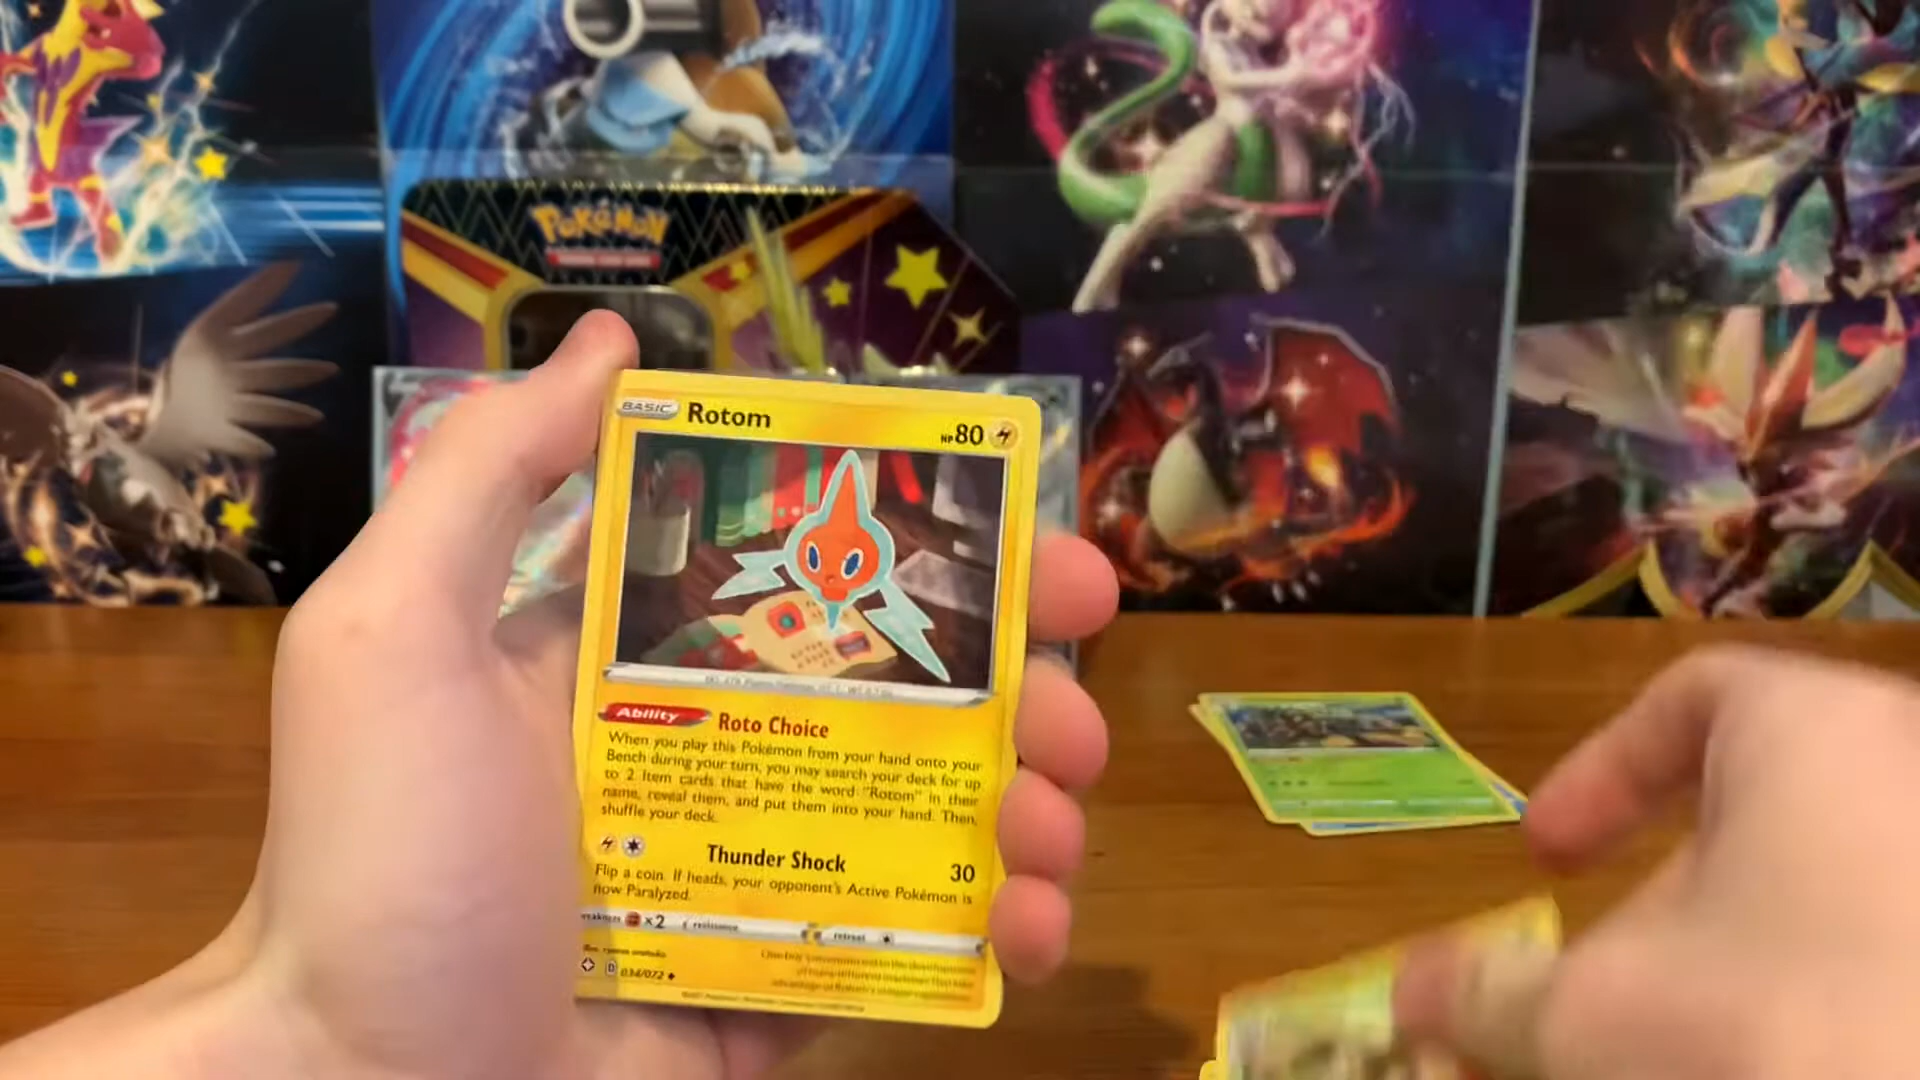 POKéMON
BASIC
Rotom
HP 80
Ability
Roto Choice
When you play this Pokémon from your hand onto your
Bench during your turn, you may search your deck for up
to 2 Item cards that have the word "Rotom" in their
name, reveal them, and put them into your hand. Then,
shuffle your deck.
Thunder Shock 30
Flip a coin. If heads, your opponent's Active Pokémon is
now Paralyzed.
weakness ×2 resistance retreat
D 034/072